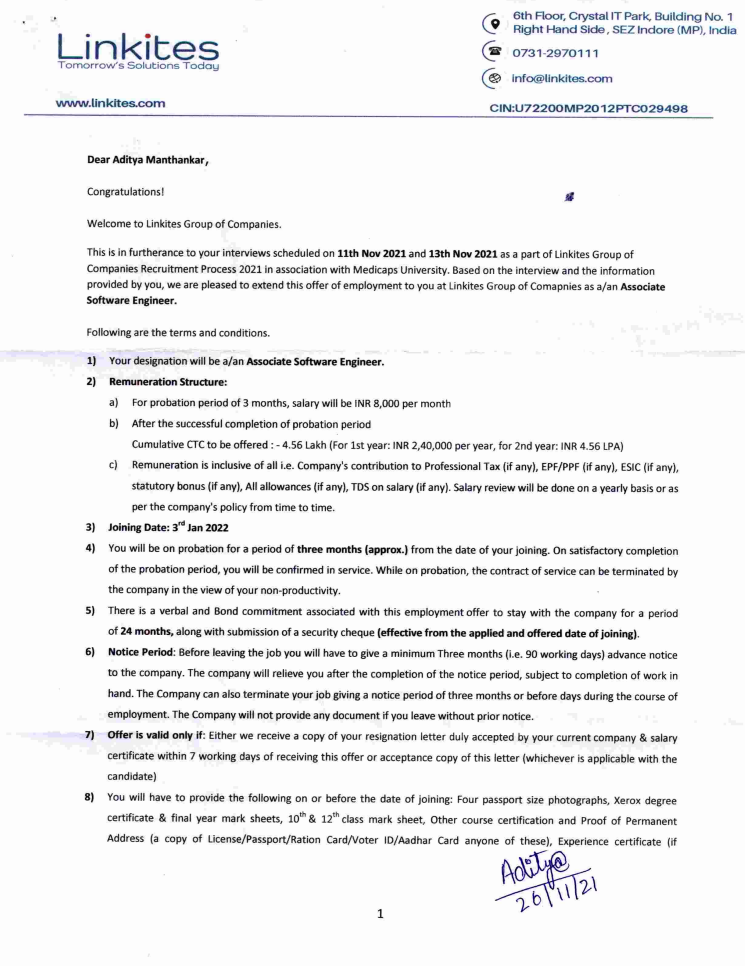 Linkites
Tomorrow's Solutions Today
www.linkites.com
6th Floor, Crystal IT Park, Building No. 1
Right Hand Side , SEZ Indore (MP), India
0731-2970111
info@linkites.com
CIN:U72200MP2012PTC029498
Dear Aditya Manthankar,
Congratulations!
Welcome to Linkites Group of Companies.
This is in furtherance to your interviews scheduled on 11th Nov 2021 and 13th Nov 2021 as a part of Linkites Group of
Companies Recruitment Process 2021 in association with Medicaps University. Based on the interview and the information
provided by you, we are pleased to extend this offer of employment to you at Linkites Group of Comapnies as a/an Associate
Software Engineer.
Following are the terms and conditions.
1) Your designation will be a/an Associate Software Engineer.
2) Remuneration Structure:
a) For probation period of 3 months, salary will be INR 8,000 per month
b) After the successful completion of probation period
Cumulative CTC to be offered : - 4.56 Lakh (For 1st year: INR 2,40,000 per year, for 2nd year: INR 4.56 LPA)
c) Remuneration is inclusive of all i.e. Company's contribution to Professional Tax (if any), EPF/PPF (if any), ESIC (if any),
statutory bonus (if any), All allowances (if any), TDS on salary (if any). Salary review will be done on a yearly basis or as
per the company's policy from time to time.
3) Joining Date: 3rd Jan 2022
4) You will be on probation for a period of three months (approx.) from the date of your joining. On satisfactory completion
of the probation period, you will be confirmed in service. While on probation, the contract of service can be terminated by
the company in the view of your non-productivity.
5) There is a verbal and Bond commitment associated with this employment offer to stay with the company for a period
of 24 months, along with submission of a security cheque (effective from the applied and offered date of joining).
6) Notice Period: Before leaving the job you will have to give a minimum Three months (i.e. 90 working days) advance notice
to the company. The company will relieve you after the completion of the notice period, subject to completion of work in
hand. The Company can also terminate your job giving a notice period of three months or before days during the course of
employment. The Company will not provide any document if you leave without prior notice.
7) Offer is valid only if: Either we receive a copy of your resignation letter duly accepted by your current company & salary
certificate within 7 working days of receiving this offer or acceptance copy of this letter (whichever is applicable with the
candidate)
8) You will have to provide the following on or before the date of joining: Four passport size photographs, Xerox degree
certificate & final year mark sheets, 10th & 12th class mark sheet, Other course certification and Proof of Permanent
Address (a copy of License/Passport/Ration Card/Voter ID/Aadhar Card anyone of these), Experience certificate (if
Aditya
26/11/21
1